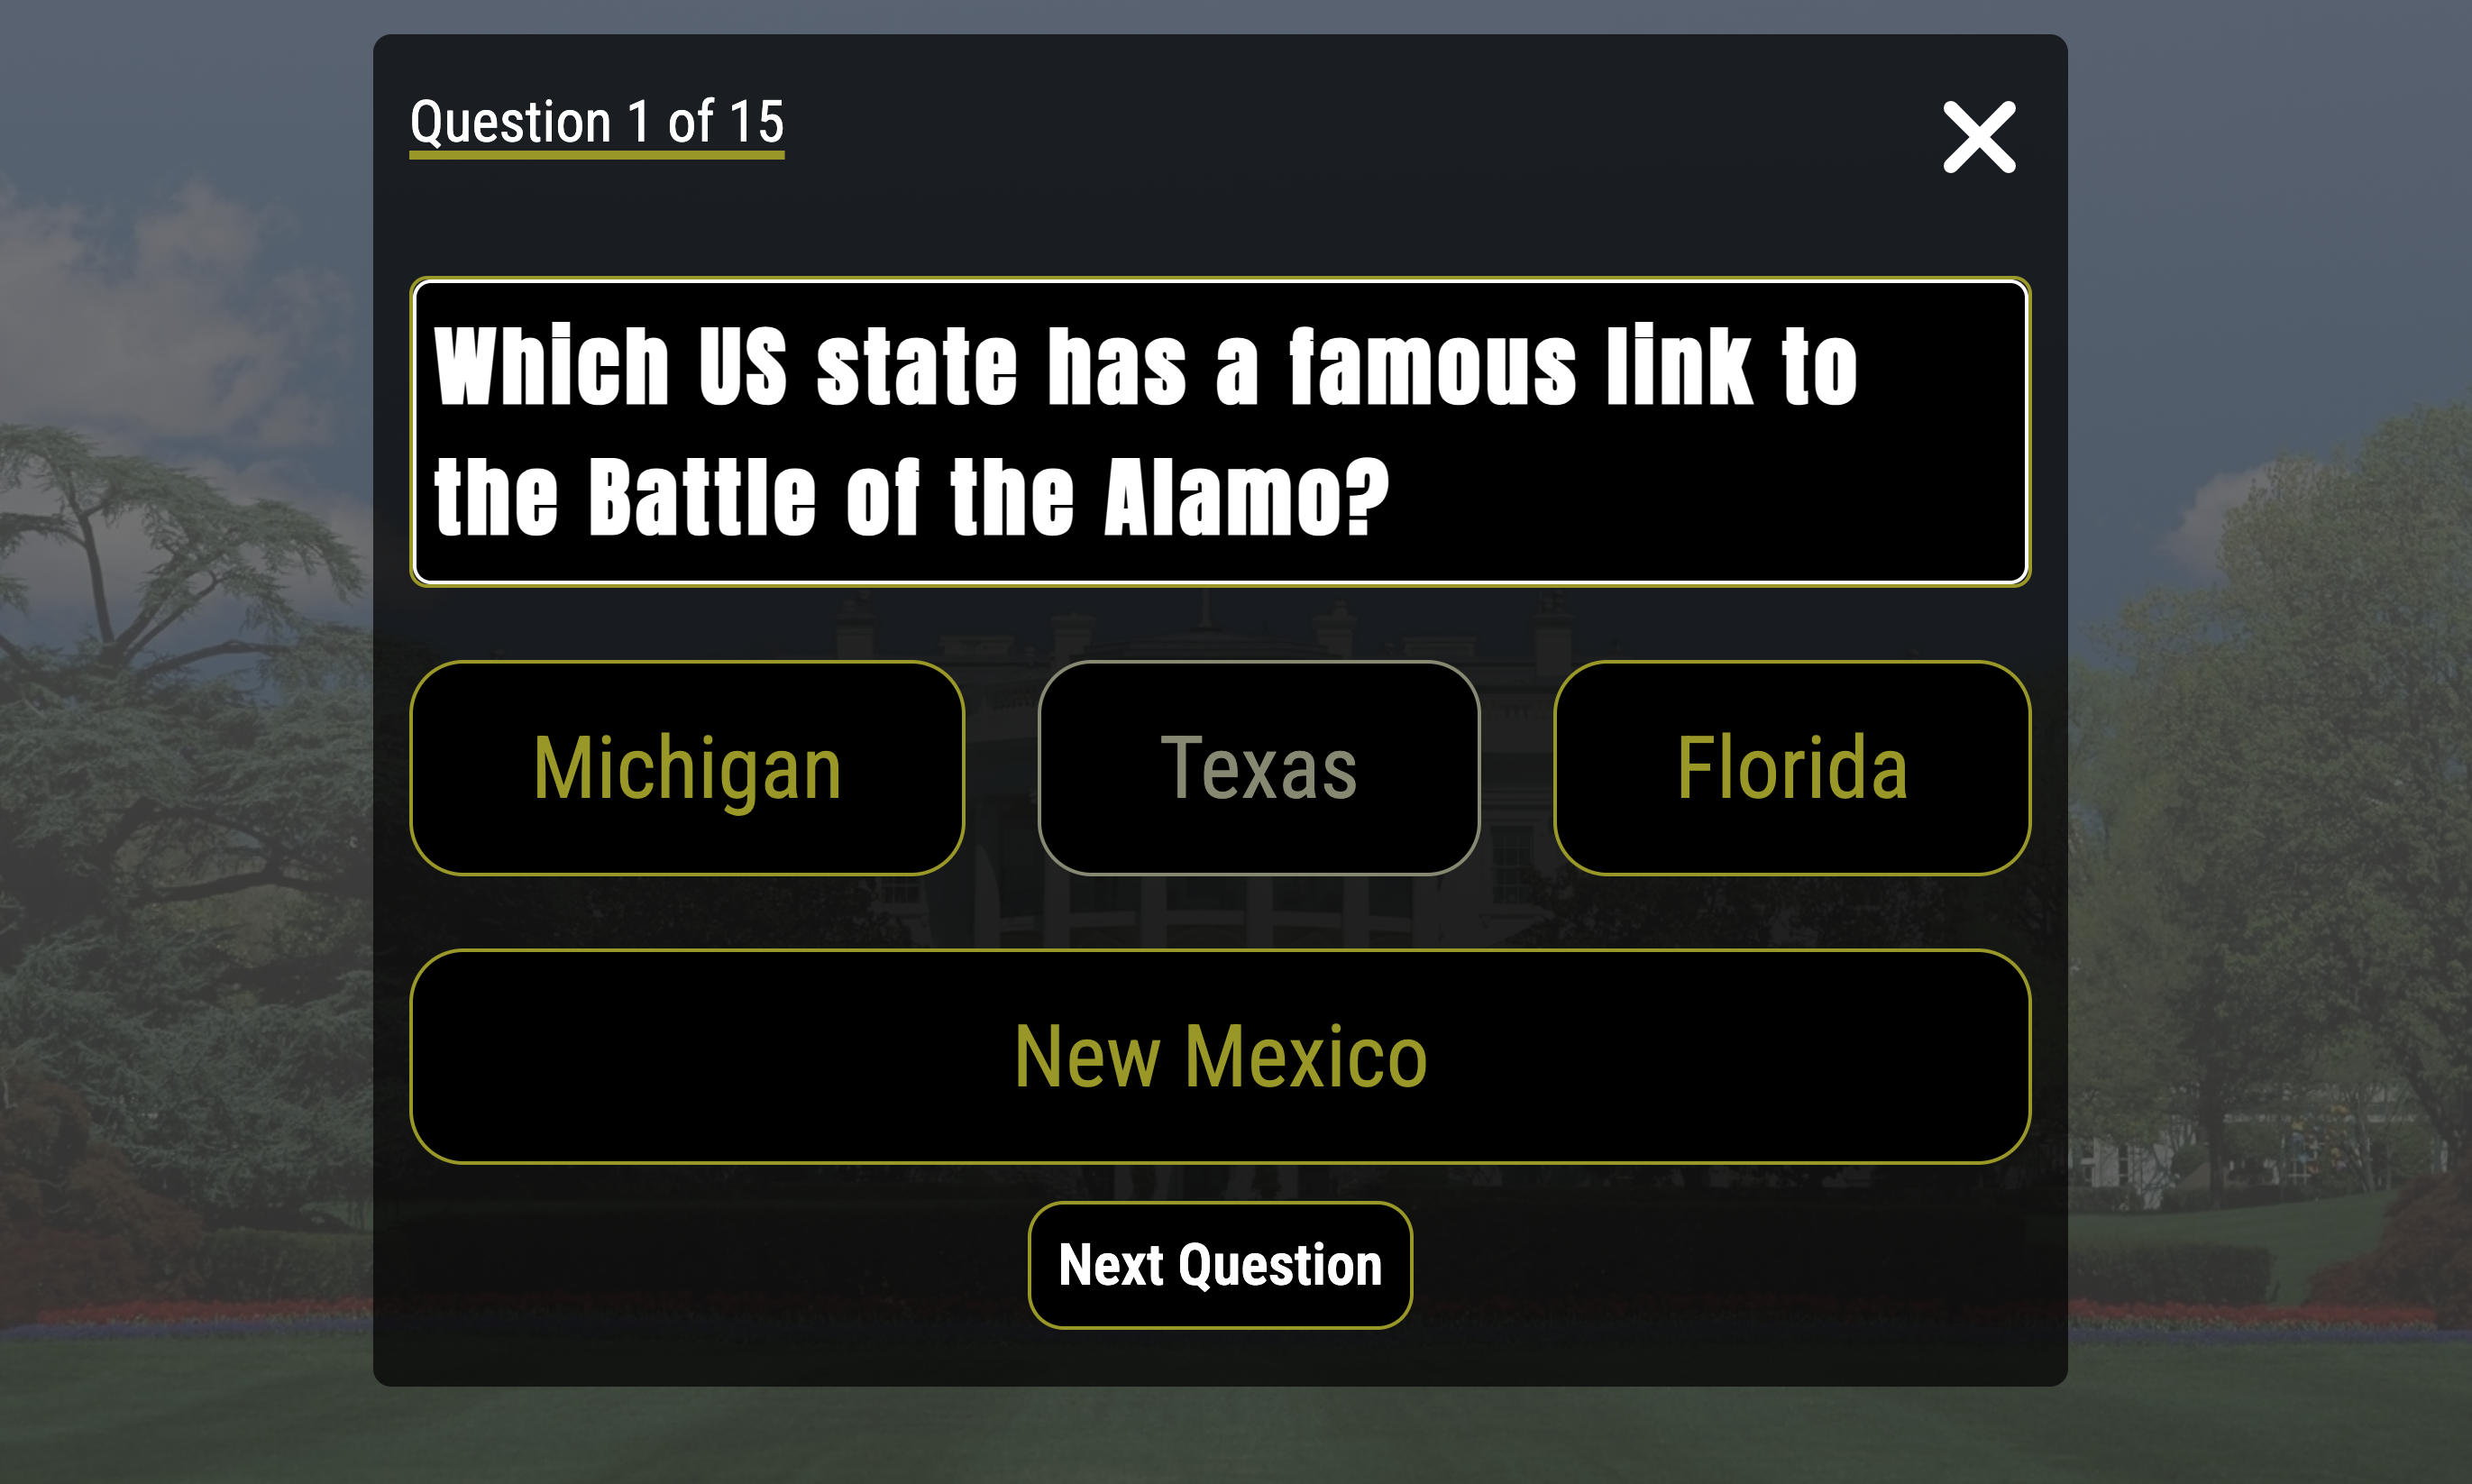 Question 1 of 15
Which US state has a famous link to
the Battle of the Alamo?
Michigan
Texas
Florida
New Mexico
Next Question